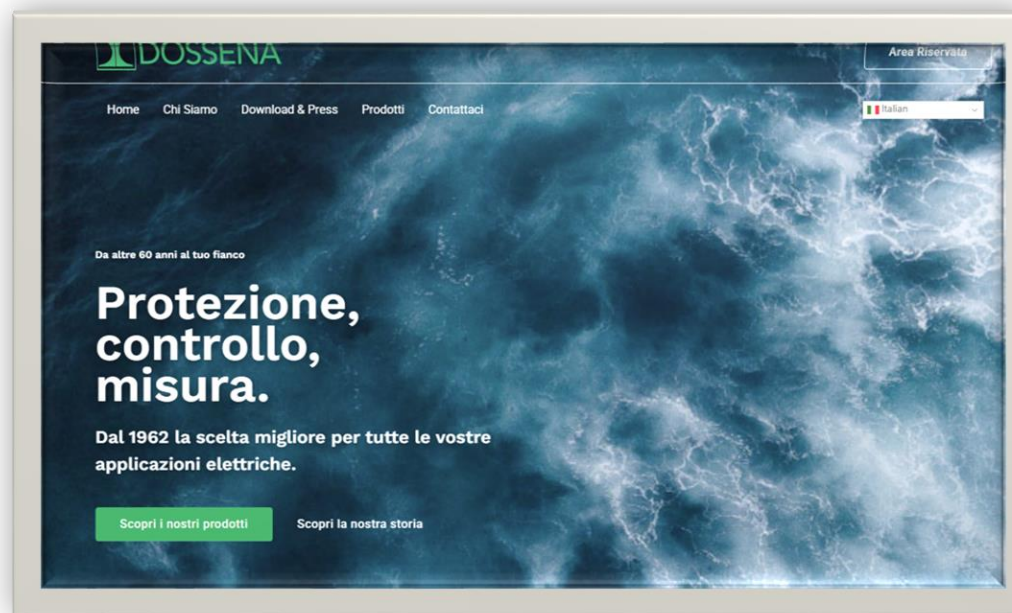 DOSSENA
Area Riservata
Home Chi Siamo Download & Press Prodotti Contattaci
Italian
Da altre 60 anni al tuo fianco
Protezione,
controllo,
misura.
Dal 1962 la scelta migliore per tutte le vostre
applicazioni elettriche.
Scopri i nostri prodotti Scopri la nostra storia